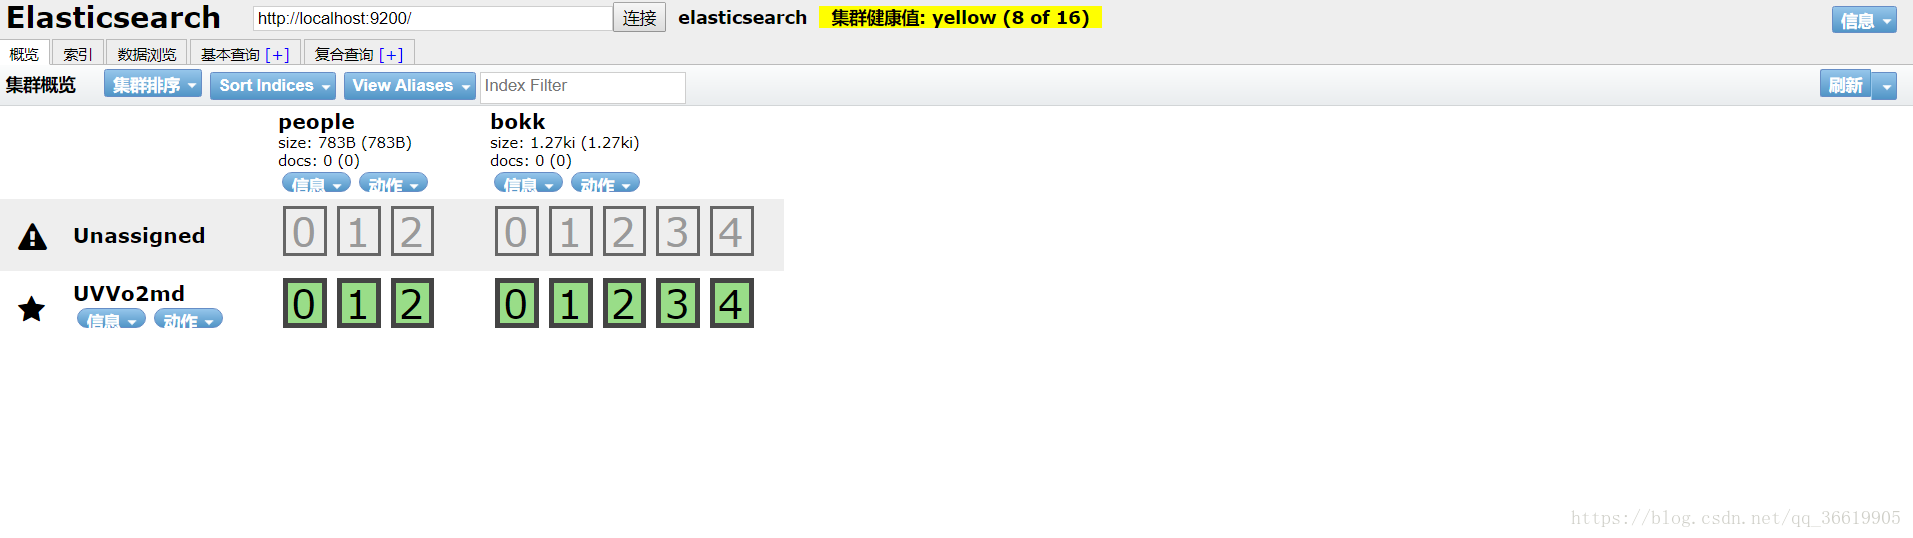 Elasticsearch http://localhost:9200/ 连接 elasticsearch 集群健康值: yellow (8 of 16) 信息
概览 索引 数据浏览 基本查询 [+] 复合查询 [+]
集群概览 集群排序 Sort Indices View Aliases Index Filter 刷新
people bokk
size: 783B (783B) size: 1.27ki (1.27ki)
docs: 0 (0) docs: 0 (0)
信息 动作 信息 动作
Unassigned 0 1 2 0 1 2 3 4
UVVo2md 0 1 2 0 1 2 3 4
信息 动作
https://blog.csdn.net/qq_36619905